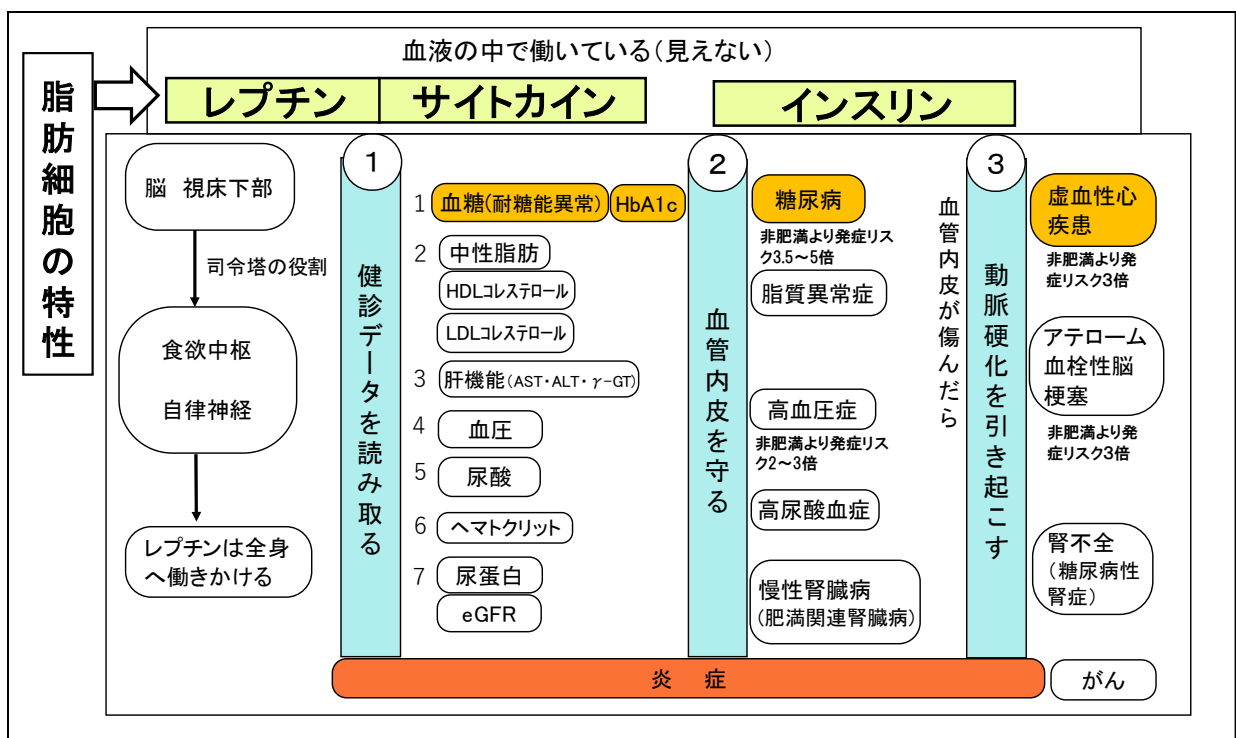 血液の中で働いている(見えない)
脂肪細胞の特性
レプチン
サイトカイン
インスリン
脳 視床下部
司令塔の役割
食欲中枢
自律神経
レプチンは全身
へ働きかける
1
健診データを読み取る
1 血糖(耐糖能異常) HbA1c
2 中性脂肪
HDLコレステロール
LDLコレステロール
3 肝機能(AST・ALT・γ-GT)
4 血圧
5 尿酸
6 ヘマトクリット
7 尿蛋白
eGFR
2
血管内皮を守る
糖尿病
非肥満より発症リス
ク3.5～5倍
脂質異常症
高血圧症
非肥満より発症リス
ク2～3倍
高尿酸血症
慢性腎臓病
(肥満関連腎臓病)
血管内皮が傷んだら
3
動脈硬化を引き起こす
虚血性心
疾患
非肥満より発
症リスク3倍
アテローム
血栓性脳
梗塞
非肥満より発
症リスク3倍
腎不全
(糖尿病性
腎症)
炎 症
がん